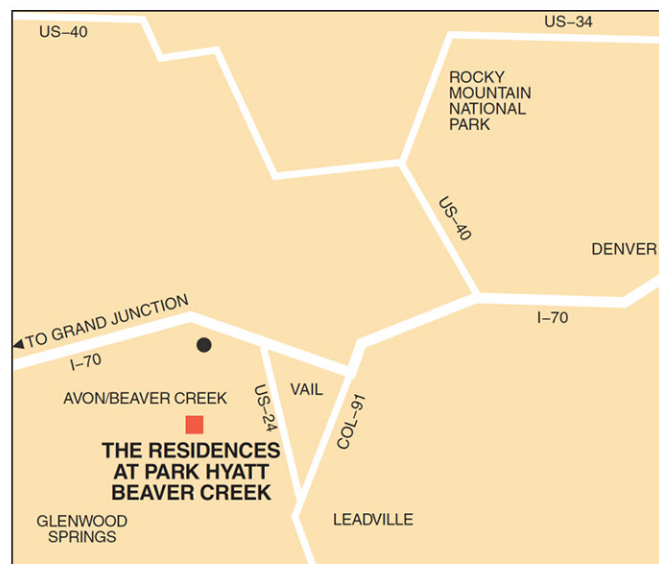 US–40
US–34
ROCKY
MOUNTAIN
NATIONAL
PARK
US–40
DENVER
I–70
TO GRAND JUNCTION
I–70
AVON/BEAVER CREEK
US–24
VAIL
COL–91
THE RESIDENCES
AT PARK HYATT
BEAVER CREEK
GLENWOOD
SPRINGS
LEADVILLE